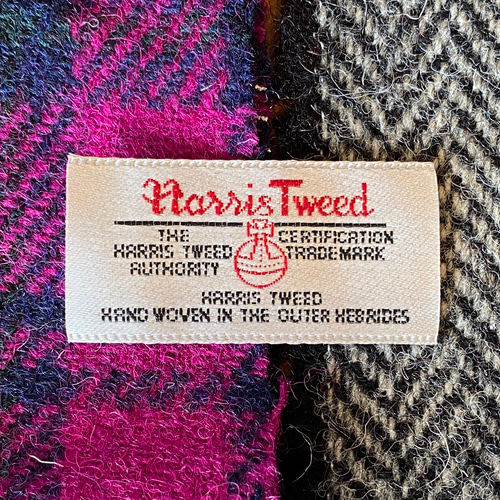 Harris Tweed
THE CERTIFICATION
HARRIS TWEED TRADEMARK
AUTHORITY
HARRIS TWEED
HAND WOVEN IN THE OUTER HEBRIDES